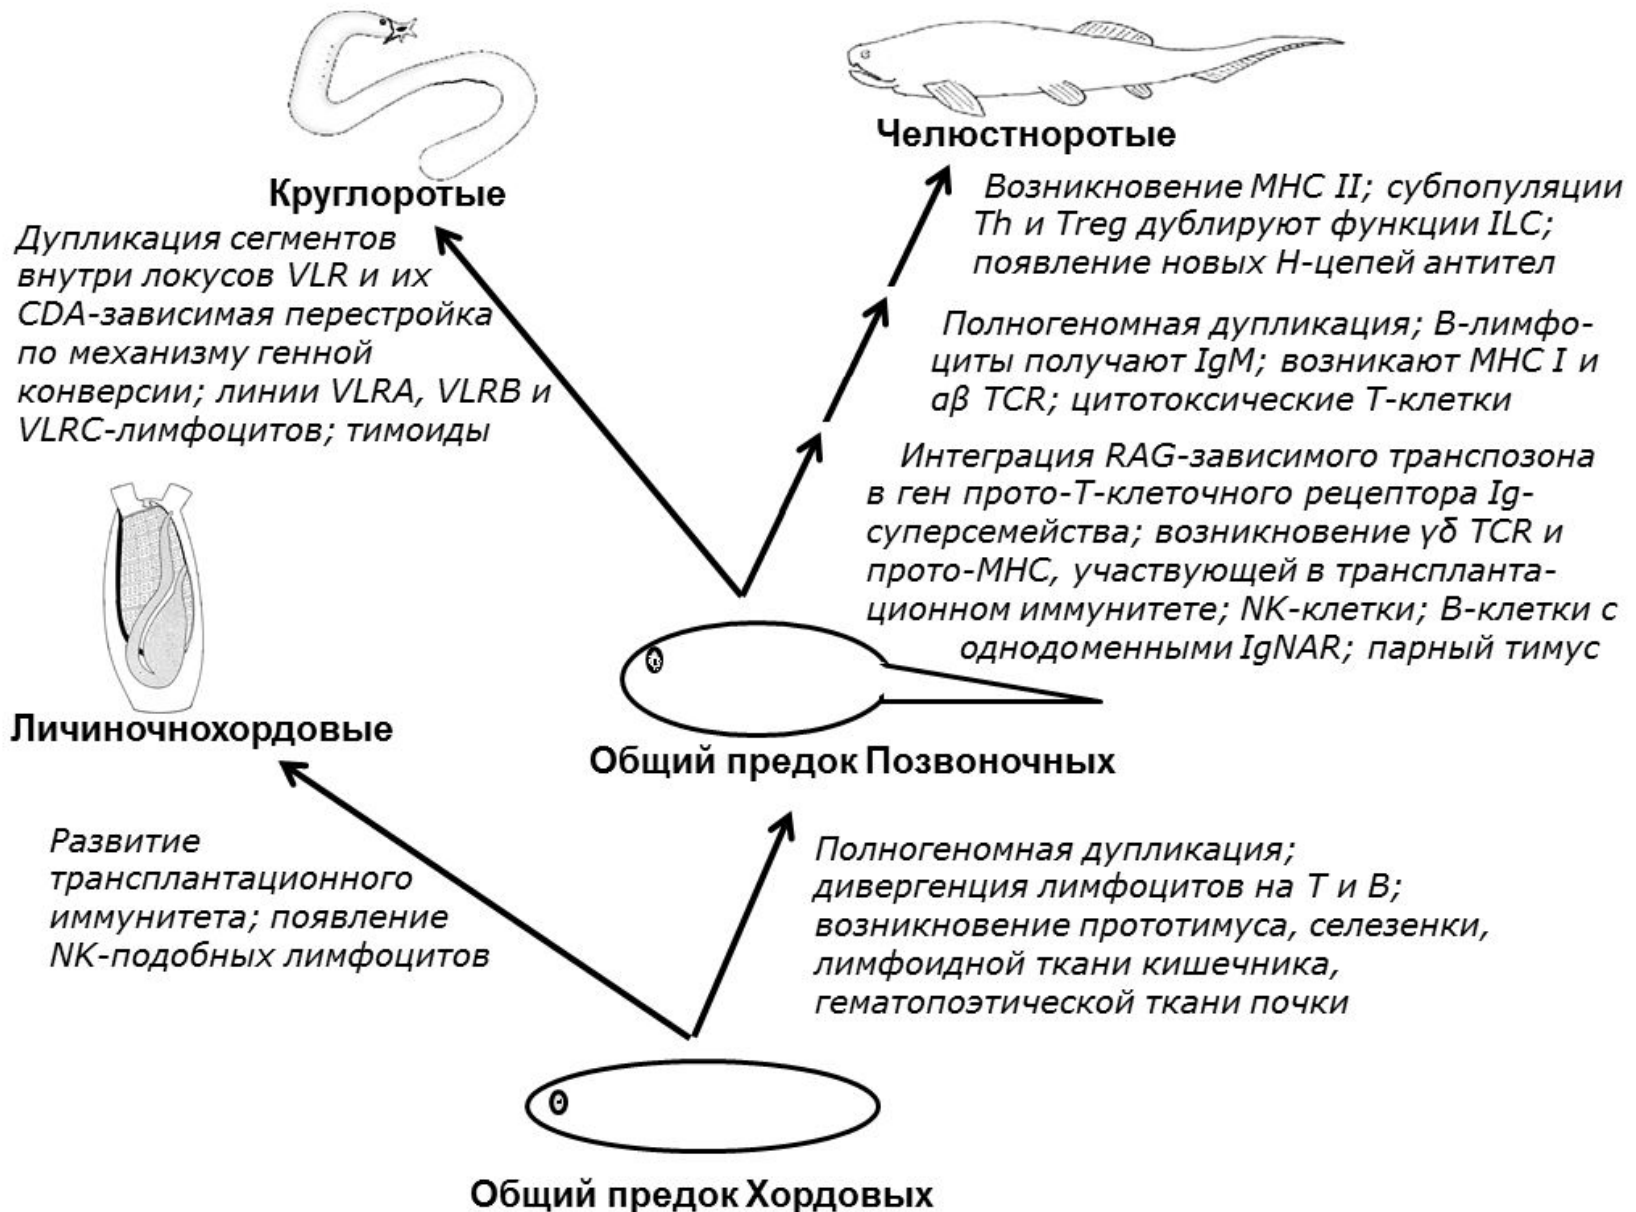 Челюстноротые
Круглоротые
Возникновение MHC II; субпопуляции
Th и Treg дублируют функции ILC;
появление новых H-цепей антител
Дупликация сегментов
внутри локусов VLR и их
CDA-зависимая перестройка
по механизму генной
конверсии; линии VLRA, VLRB и
VLRC-лимфоцитов; тимоиды
Полногеномная дупликация; В-лимфо-
циты получают IgM; возникают MHC I и
αβ TCR; цитотоксические Т-клетки
Интеграция RAG-зависимого транспозона
в ген прото-Т-клеточного рецептора Ig-
суперсемейства; возникновение γδ TCR и
прото-MHC, участвующей в транспланта-
ционном иммунитете; NK-клетки; В-клетки с
однодоменными IgNAR; парный тимус
Личиночнохордовые
Общий предок Позвоночных
Развитие
трансплантационного
иммунитета; появление
NK-подобных лимфоцитов
Полногеномная дупликация;
дивергенция лимфоцитов на Т и В;
возникновение прототимуса, селезенки,
лимфоидной ткани кишечника,
гематопоэтической ткани почки
Общий предок Хордовых